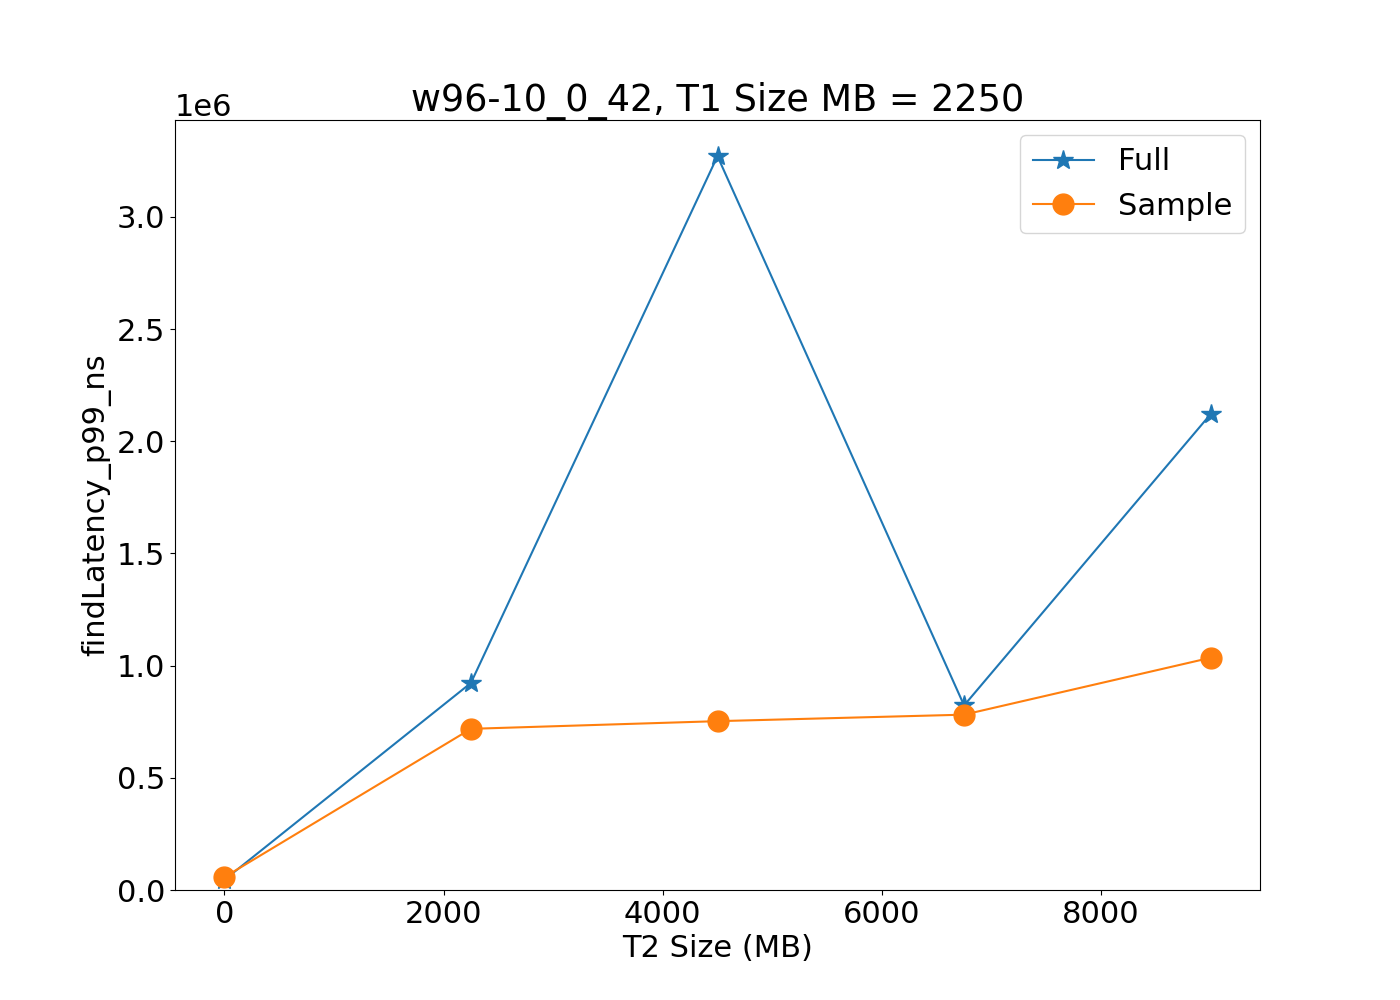 w96-10_0_42, T1 Size MB = 2250
1e6
Full
Sample
3.0
2.5
2.0
1.5
1.0
0.5
0.0
findLatency_p99_ns
0 2000 4000 6000 8000
T2 Size (MB)